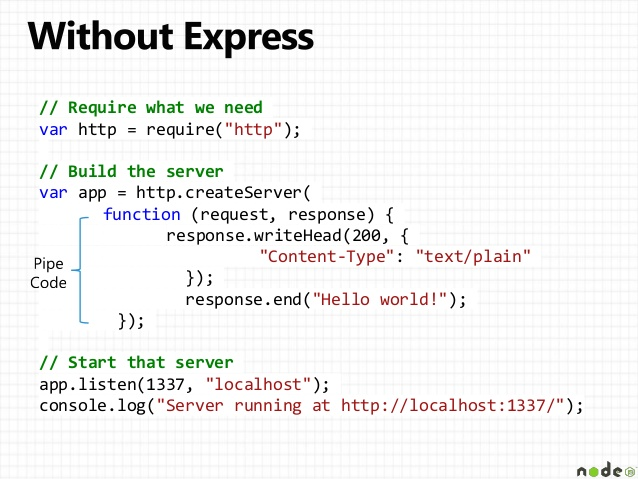 Without Express
// Require what we need
var http = require("http");
// Build the server
var app = http.createServer(
function (request, response) {
response.writeHead(200, {
"Content-Type": "text/plain"
});
response.end("Hello world!");
});
Pipe
Code
// Start that server
app.listen(1337, "localhost");
console.log("Server running at http://localhost:1337/");
node
JS